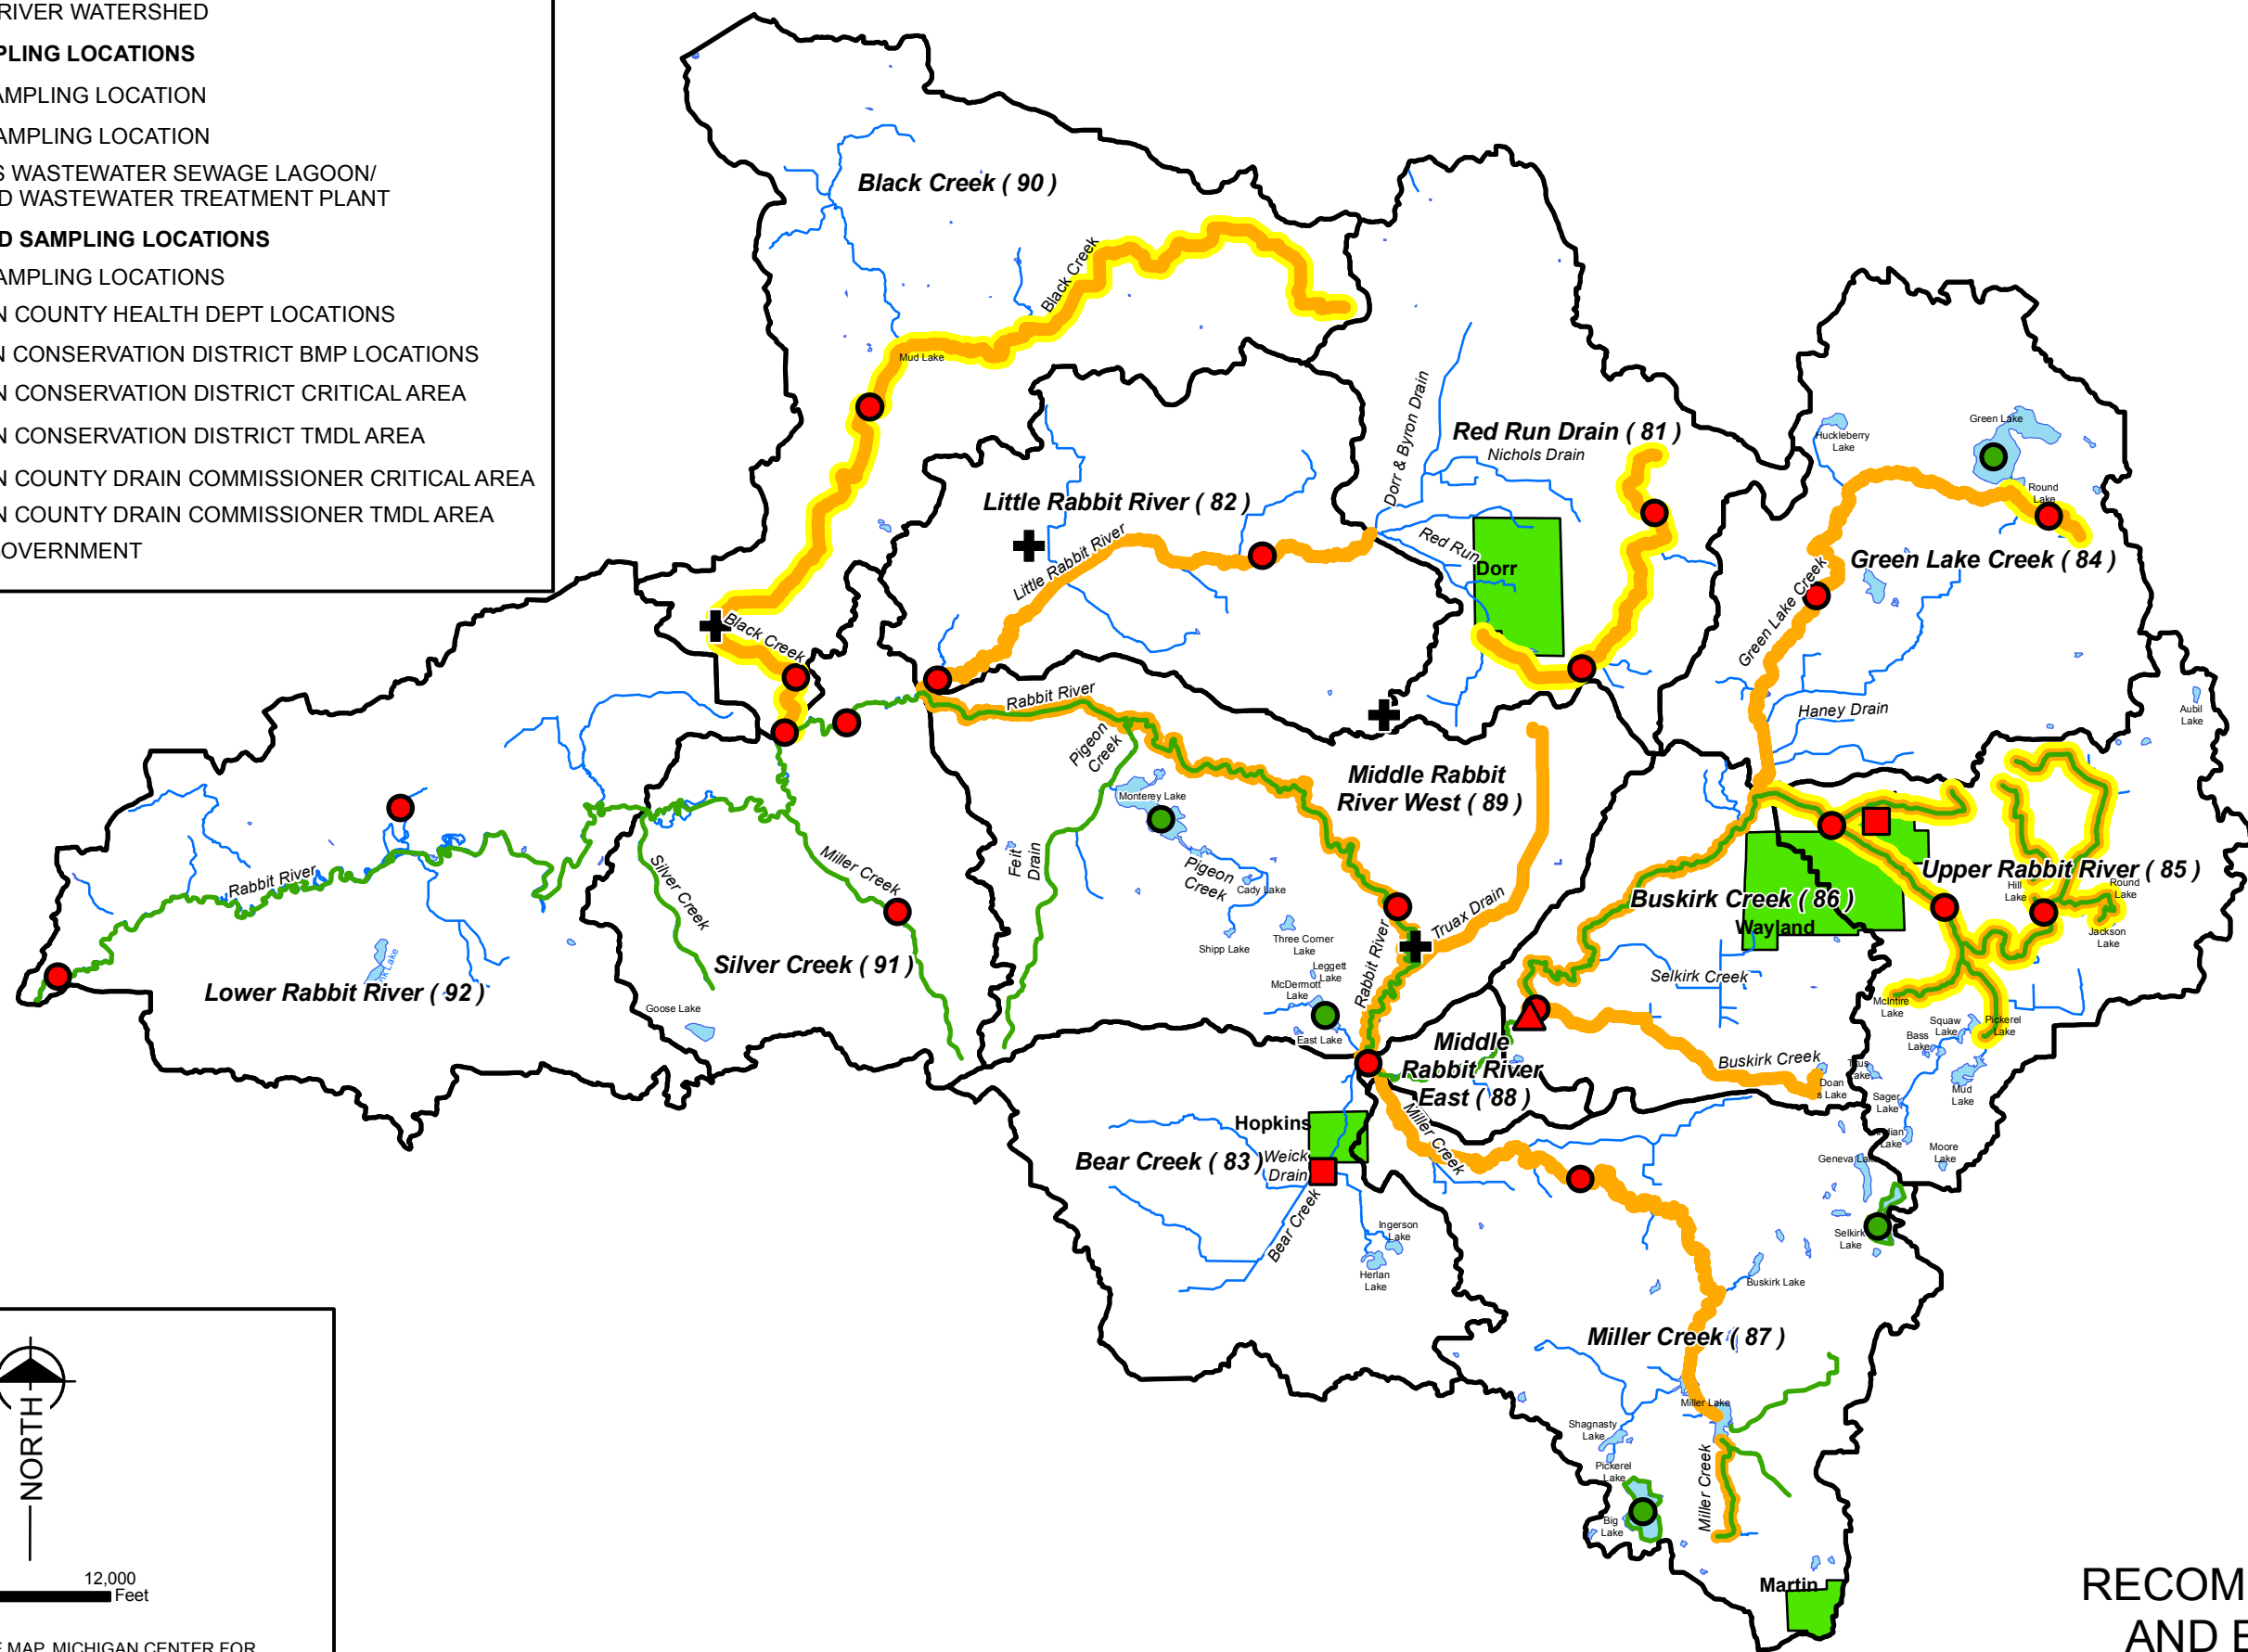 RIVER WATERSHED
PLING LOCATIONS
AMPLING LOCATION
AMPLING LOCATION
S WASTEWATER SEWAGE LAGOON/
D WASTEWATER TREATMENT PLANT
D SAMPLING LOCATIONS
AMPLING LOCATIONS
N COUNTY HEALTH DEPT LOCATIONS
N CONSERVATION DISTRICT BMP LOCATIONS
N CONSERVATION DISTRICT CRITICAL AREA
N CONSERVATION DISTRICT TMDL AREA
N COUNTY DRAIN COMMISSIONER CRITICAL AREA
N COUNTY DRAIN COMMISSIONER TMDL AREA
OVERNMENT
Black Creek ( 90 )
Black Creek
Mud Lake
Black Creek
Little Rabbit River ( 82 )
Little Rabbit River
Dorr & Byron Drain
Red Run Drain ( 81 )
Nichols Drain
Red Run
Dorr
Huckleberry
Lake
Green Lake
Round
Lake
Green Lake Creek ( 84 )
Green Lake Creek
Haney Drain
Aubil
Lake
Rabbit River
Pigeon
Creek
Monterey Lake
Middle Rabbit
River West ( 89 )
Feit
Drain
Pigeon
Creek
Cady Lake
Shipp Lake
Three Corner
Lake
Leggett
Lake
McDermott
Lake
East Lake
Rabbit River
Truax Drain
Upper Rabbit River ( 85 )
Hill
Lake
Round
Lake
Jackson
Lake
Buskirk Creek ( 86 )
Wayland
Selkirk Creek
McIntire
Lake
Squaw
Lake
Pickerel
Lake
Bass
Lake
Mud
Lake
Buskirk Creek
Doan
s Lake
Sager
Lake
Moore
Lake
Geneva Lake
Selkirk
Lake
Rabbit River
Silver Creek
Miller Creek
Silver Creek ( 91 )
Goose Lake
Lower Rabbit River ( 92 )
Middle
Rabbit River
East ( 88 )
Miller Creek
Hopkins
Bear Creek ( 83 )
Weick
Drain
Bear Creek
Ingerson
Lake
Herlan
Lake
Buskirk Lake
Miller Creek ( 87 )
Miller Lake
Shagnasty
Lake
Pickerel
Lake
Big
Lake
Miller Creek
Martin
NORTH
12,000
Feet
E MAP, MICHIGAN CENTER FOR
RECOM
AND E